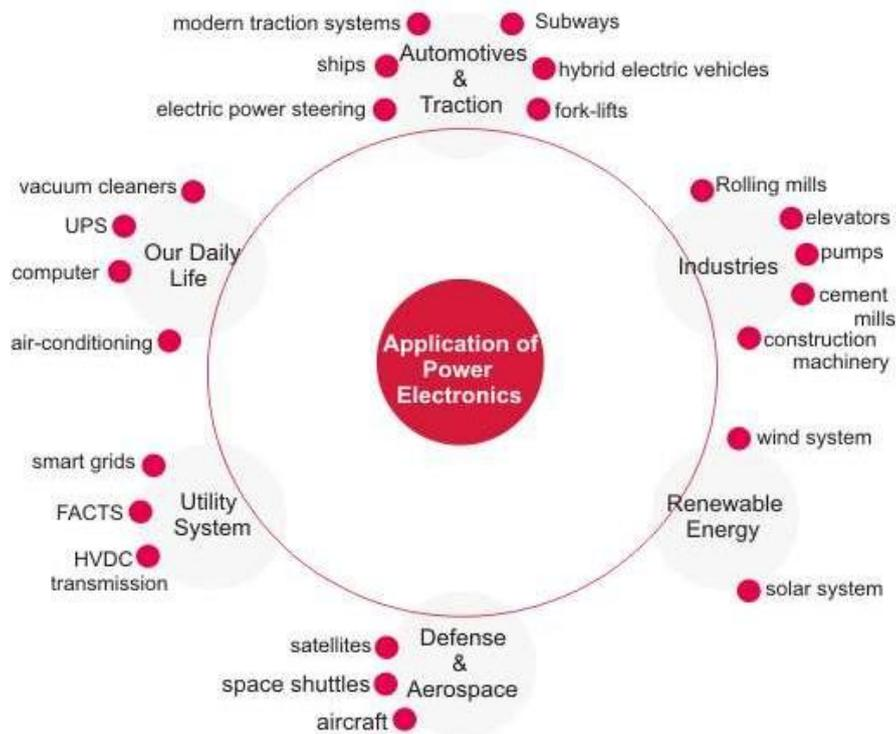 modern traction systems
Subways
ships
Automotives
&
Traction
hybrid electric vehicles
electric power steering
fork-lifts
vacuum cleaners
UPS
computer
air-conditioning
Our Daily
Life
Rolling mills
elevators
pumps
cement
mills
construction
machinery
Industries
Application of
Power
Electronics
smart grids
FACTS
HVDC
transmission
Utility
System
wind system
Renewable
Energy
solar system
satellites
space shuttles
aircraft
Defense
&
Aerospace